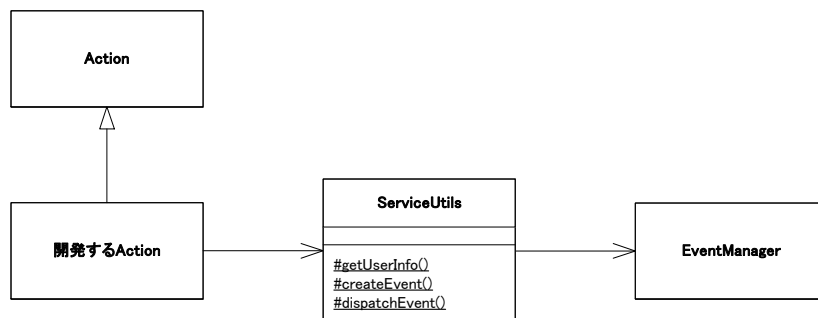 Action
開発するAction
ServiceUtils
#getUserInfo()
#createEvent()
#dispatchEvent()
EventManager